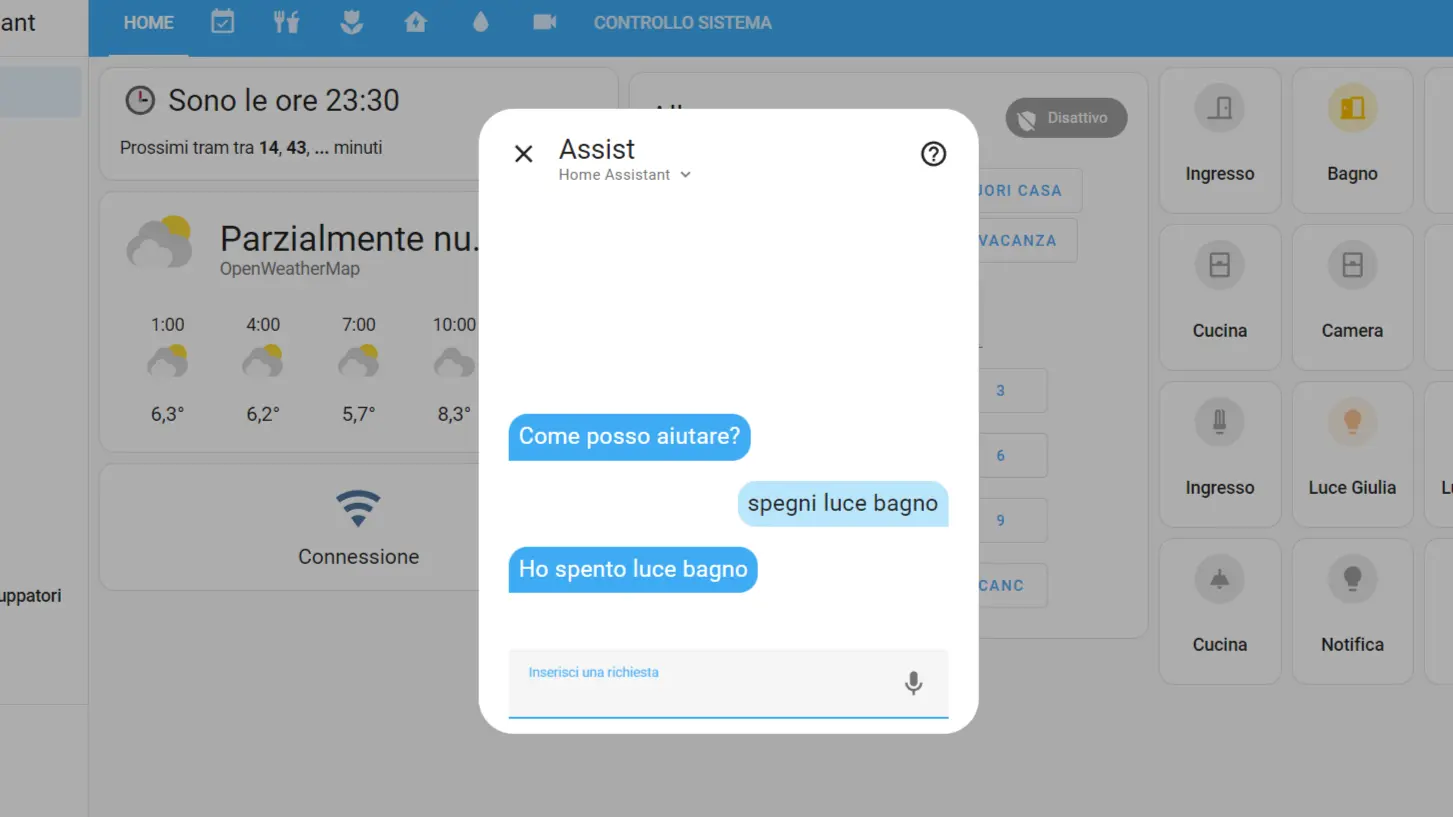 ant
HOME
CONTROLLO SISTEMA
Sono le ore 23:30
Prossimi tram tra 14, 43, ... minuti
Parzialmente nu.
OpenWeatherMap
1:00 4:00 7:00 10:00
6,3° 6,2° 5,7° 8,3°
Connessione
uppatori
Assist
Home Assistant
Come posso aiutare?
spegni luce bagno
Ho spento luce bagno
Inserisci una richiesta
Disattivo
UORI CASA
VACANZA
3
6
9
CANC
Ingresso Bagno
Cucina Camera
Ingresso Luce Giulia
Cucina Notifica